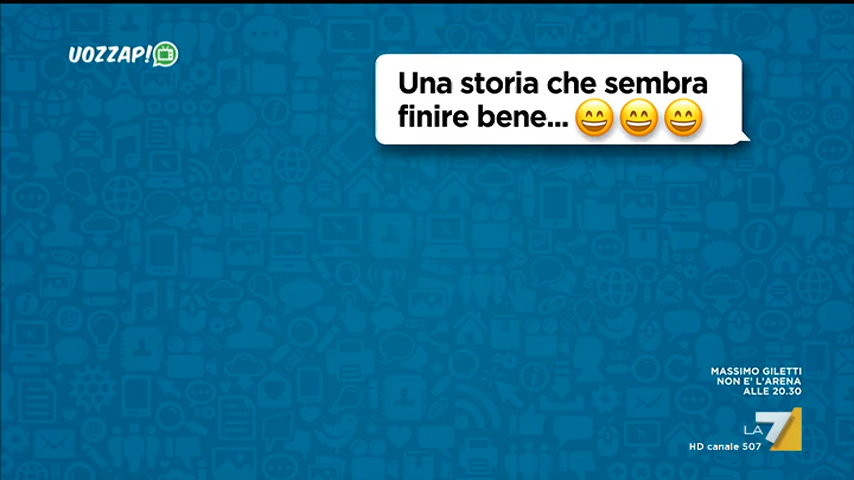 UOZZAP!
Una storia che sembra
finire bene... 😄😄😄
MASSIMO GILETTI
NON E' L'ARENA
ALLE 20.30
LA7
HD canale 507